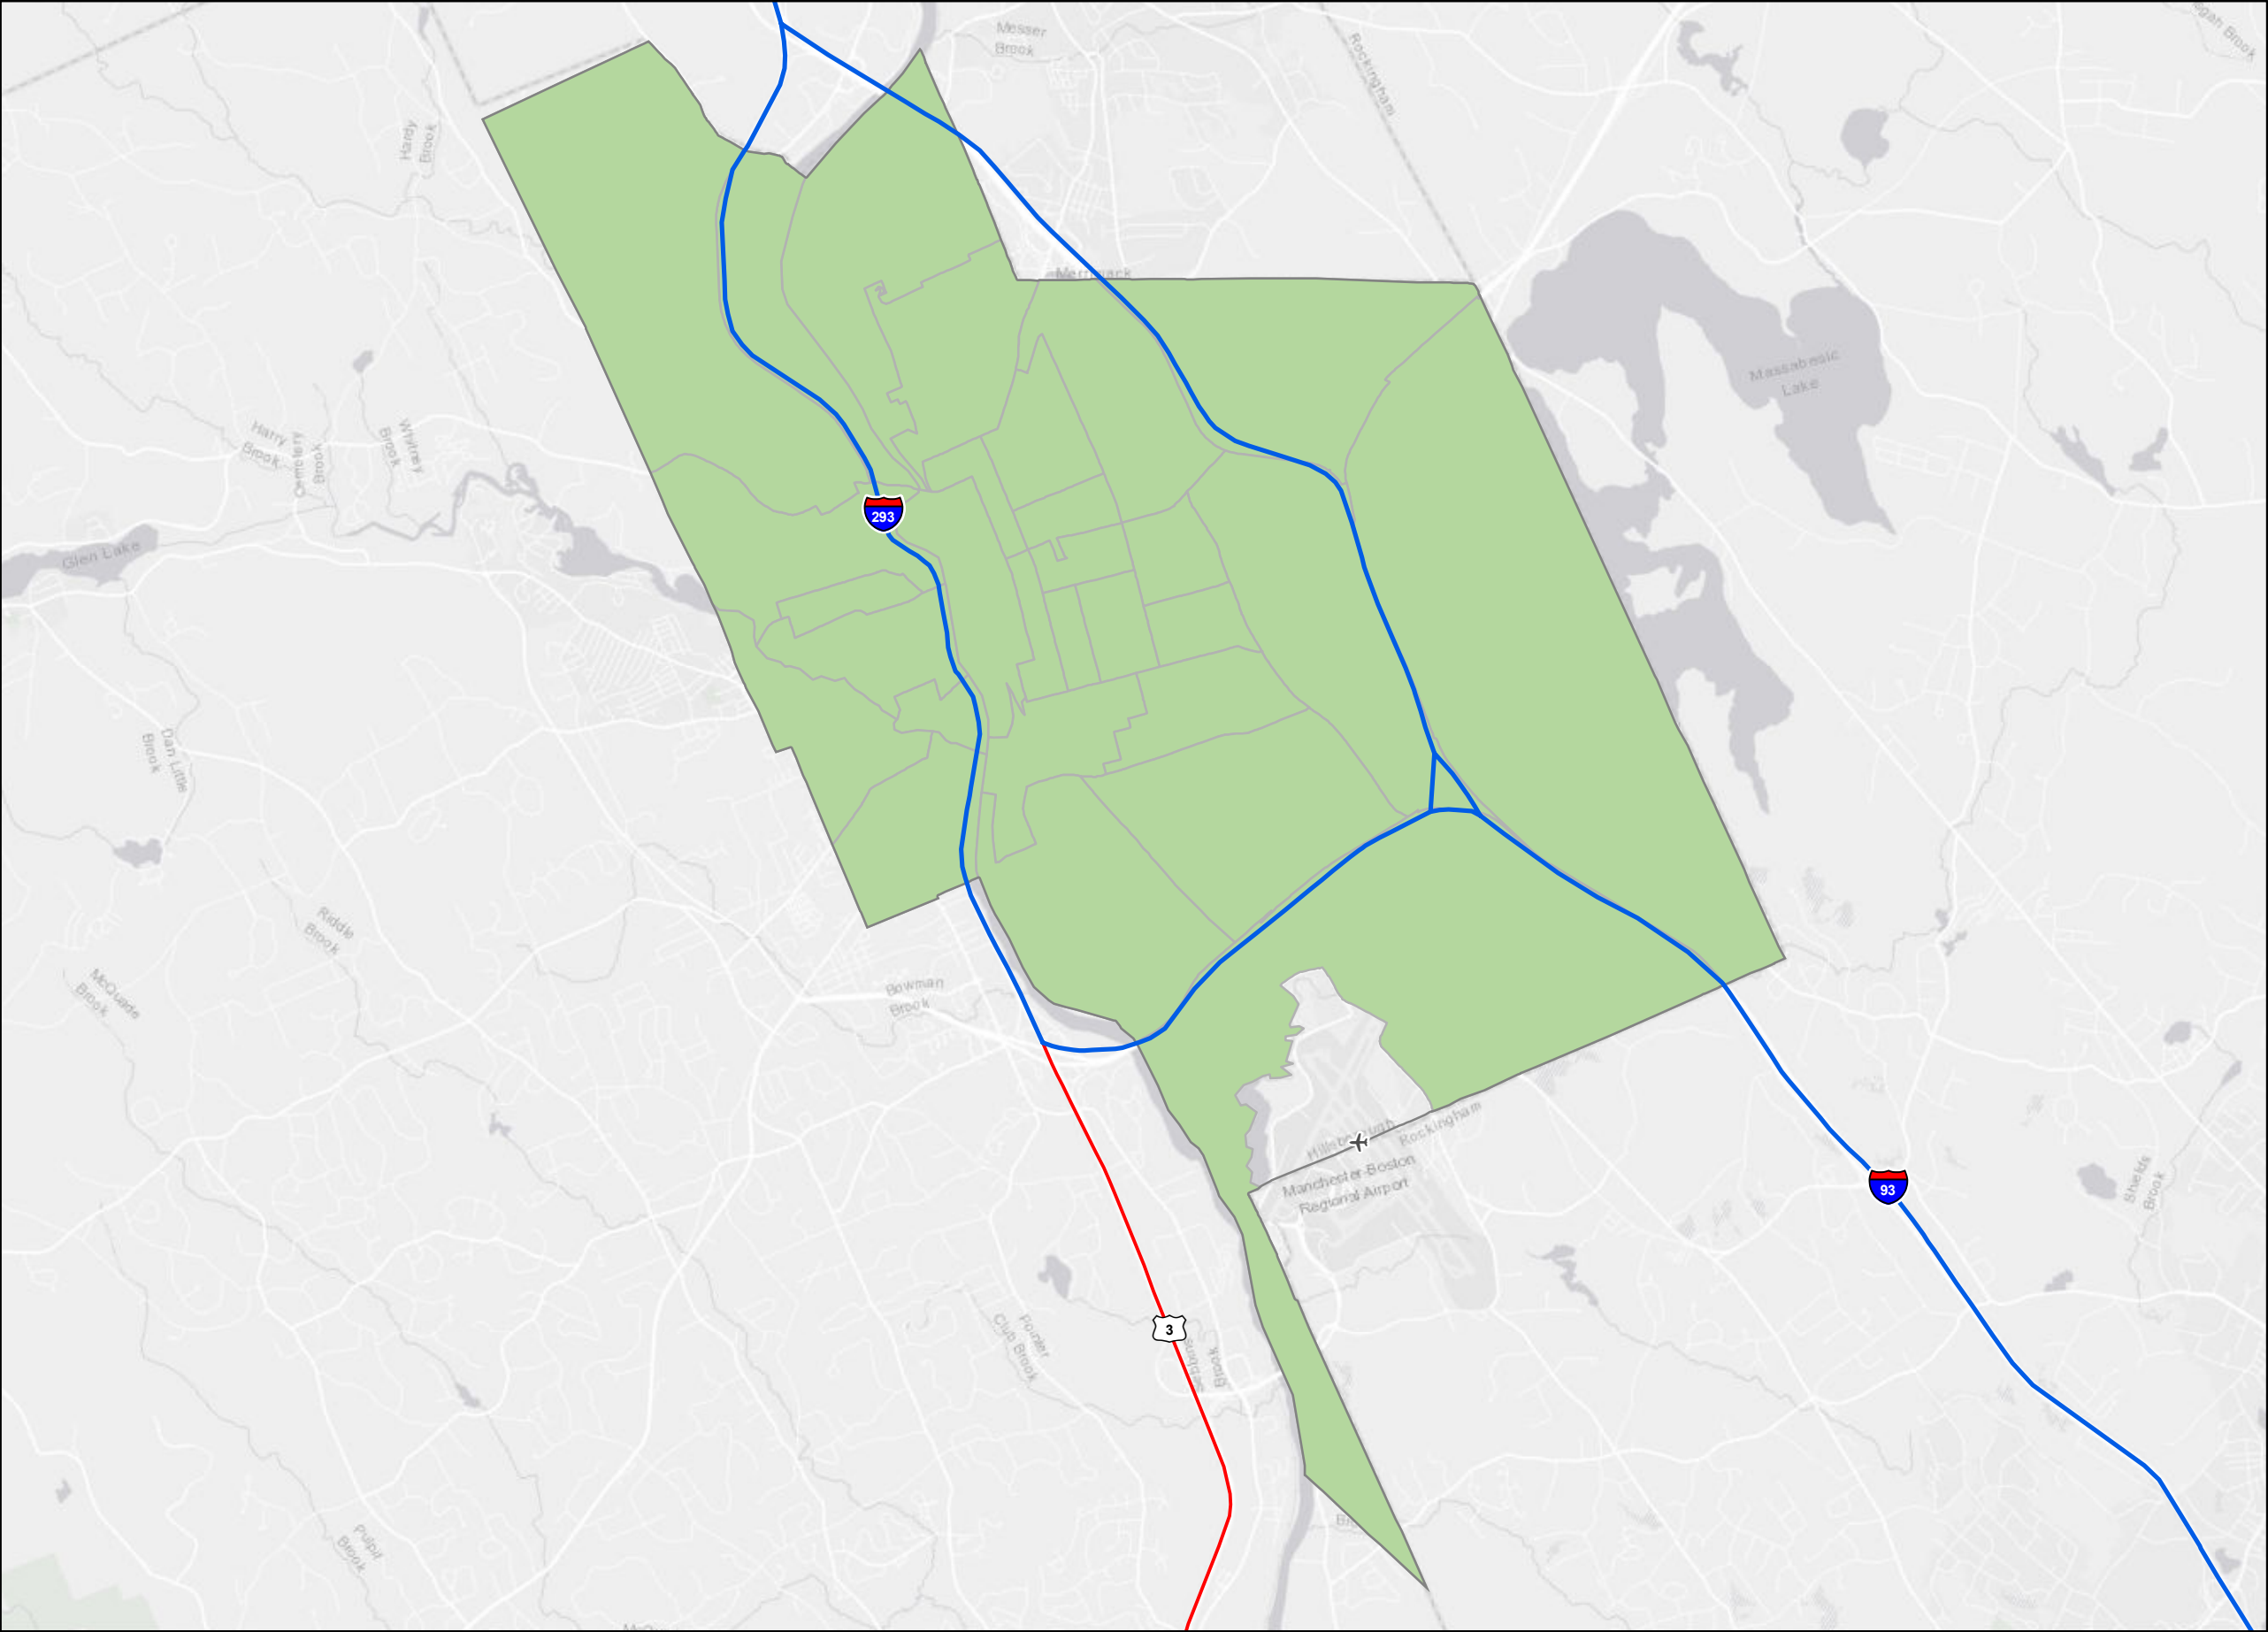 Messer
Brook
Rockingham
Hardy
Brook
Merrimack
Massabesic
Lake
Harry
Brook
Cemetery
Brook
Whitney
Brook
293
Glen Lake
Dan Little
Brook
Riddle
Brook
McQuade
Brook
Bowman
Brook
Hillsborough
Rockingham
Manchester-Boston
Regional Airport
93
Shields
Brook
3
Pointer
Club Brook
Brook
Pulpit
Brook